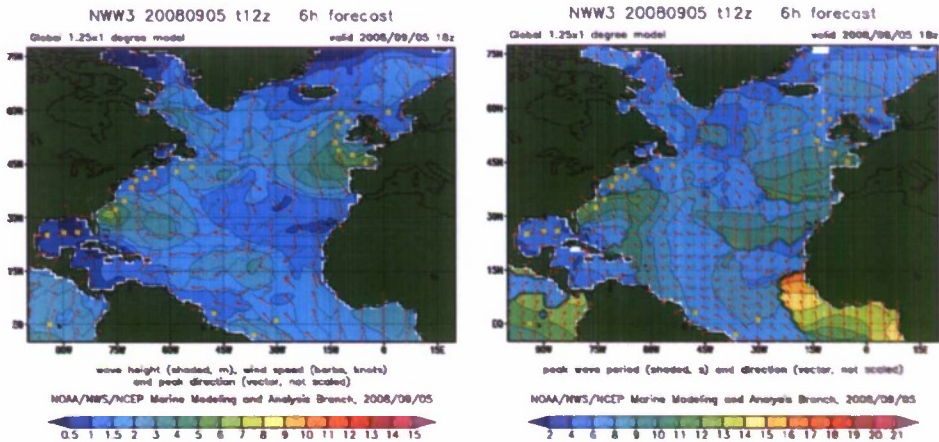 NWW3 20080905 t12z 6h forecast
Global 1.25x1 degree model valid 2008/09/05 18z
75N
60N
45N
30N
15N
EQ
90W 75W 60W 45W 30W 15W 0 15E
wave height (shaded, m), wind speed (barbs, knots)
and peak direction (vector, not scaled)
NOAA/NWS/NCEP Marine Modeling and Analysis Branch, 2008/09/05
0.5 1 1.5 2 3 4 5 6 7 8 9 10 11 12 13 14 15
NWW3 20080905 t12z 6h forecast
Global 1.25x1 degree model valid 2008/09/05 18z
75N
60N
45N
30N
15N
EQ
90W 75W 60W 45W 30W 15W 0 15E
peak wave period (shaded, s) and direction (vector, not scaled)
NOAA/NWS/NCEP Marine Modeling and Analysis Branch, 2008/09/05
2 4 6 8 9 10 11 12 13 14 15 16 17 18 19 20 21